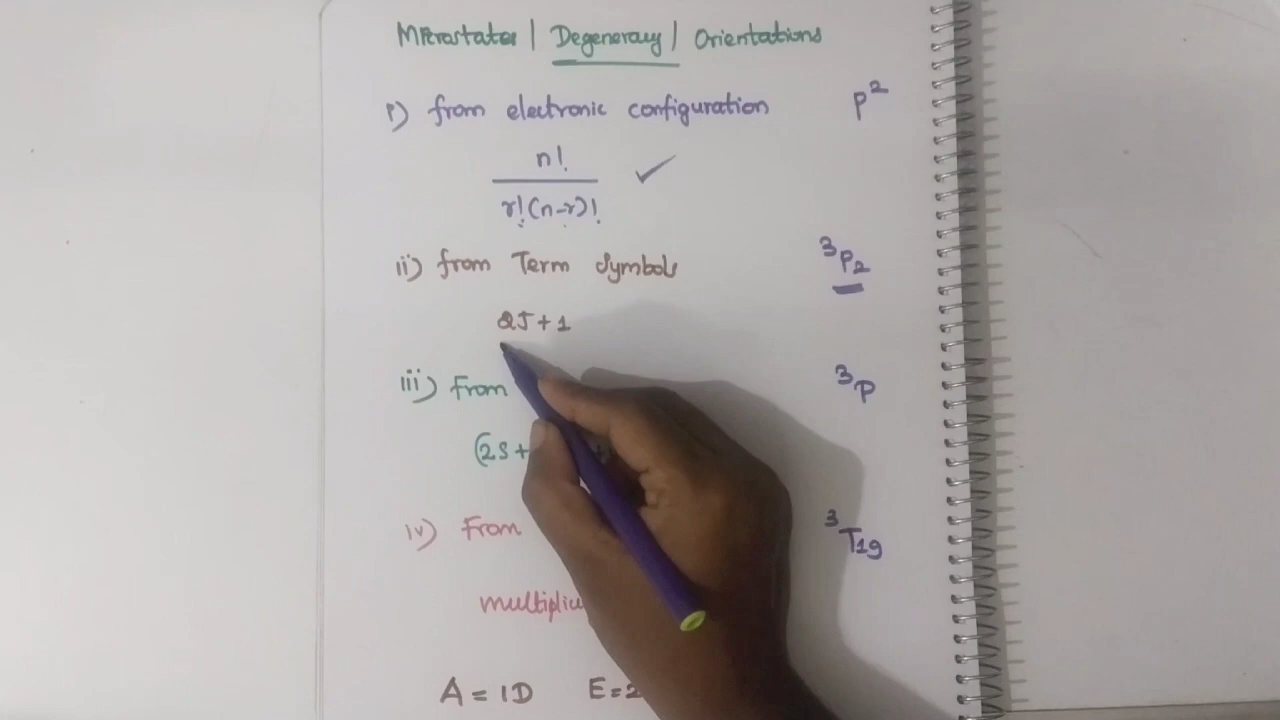 Microstates | Degeneracy | Orientations
i) from electronic configuration p²
n!
r!(n-r)!
ii) from Term Symbols ³P₂
2J+1
iii) From ³P
(2S+
iv) From ³T₁g
A = 1D E=2